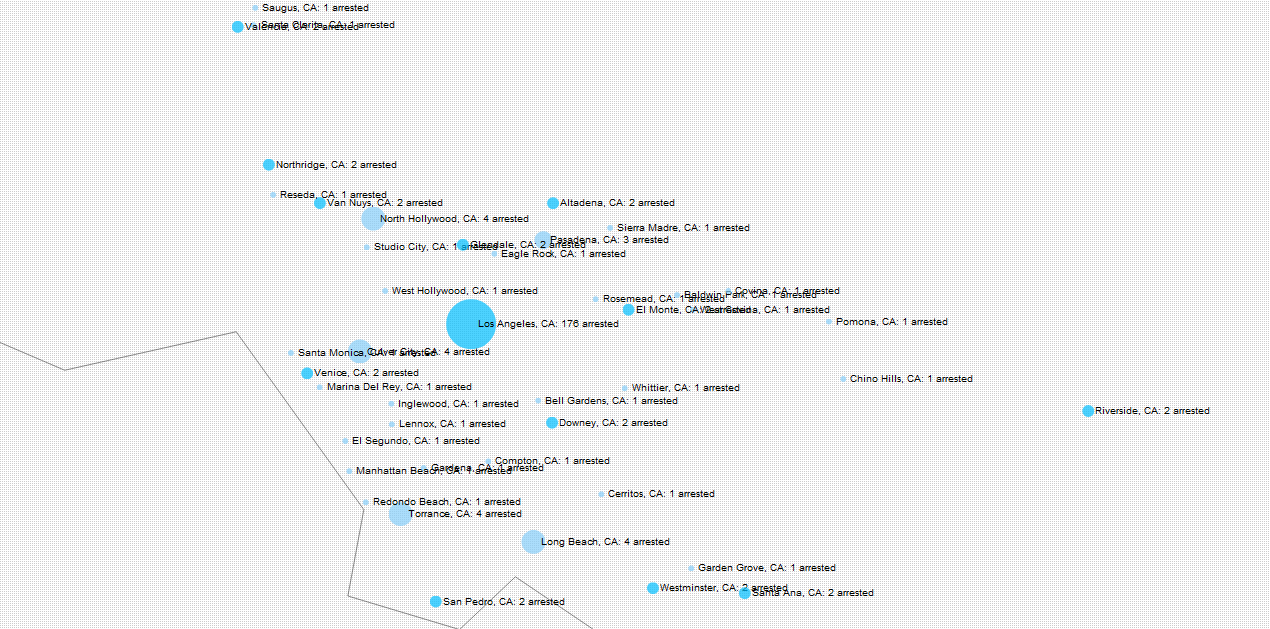 Saugus, CA: 1 arrested
Santa Clarita, CA: 1 arrested
Valencia, CA: 2 arrested
Northridge, CA: 2 arrested
Reseda, CA: 1 arrested
Van Nuys, CA: 2 arrested
Altadena, CA: 2 arrested
North Hollywood, CA: 4 arrested
Sierra Madre, CA: 1 arrested
Pasadena, CA: 3 arrested
Studio City, CA: 1 arrested
Glendale, CA: 2 arrested
Eagle Rock, CA: 1 arrested
West Hollywood, CA: 1 arrested
Covina, CA: 1 arrested
Baldwin Park, CA: 1 arrested
Rosemead, CA: 1 arrested
El Monte, CA: 2 arrested
West Covina, CA: 1 arrested
Los Angeles, CA: 176 arrested
Pomona, CA: 1 arrested
Santa Monica, CA: 1 arrested
Culver City, CA: 4 arrested
Venice, CA: 2 arrested
Chino Hills, CA: 1 arrested
Marina Del Rey, CA: 1 arrested
Whittier, CA: 1 arrested
Inglewood, CA: 1 arrested
Bell Gardens, CA: 1 arrested
Riverside, CA: 2 arrested
Lennox, CA: 1 arrested
Downey, CA: 2 arrested
El Segundo, CA: 1 arrested
Compton, CA: 1 arrested
Gardena, CA: 1 arrested
Manhattan Beach, CA: 1 arrested
Cerritos, CA: 1 arrested
Redondo Beach, CA: 1 arrested
Torrance, CA: 4 arrested
Long Beach, CA: 4 arrested
Garden Grove, CA: 1 arrested
Westminster, CA: 2 arrested
Santa Ana, CA: 2 arrested
San Pedro, CA: 2 arrested